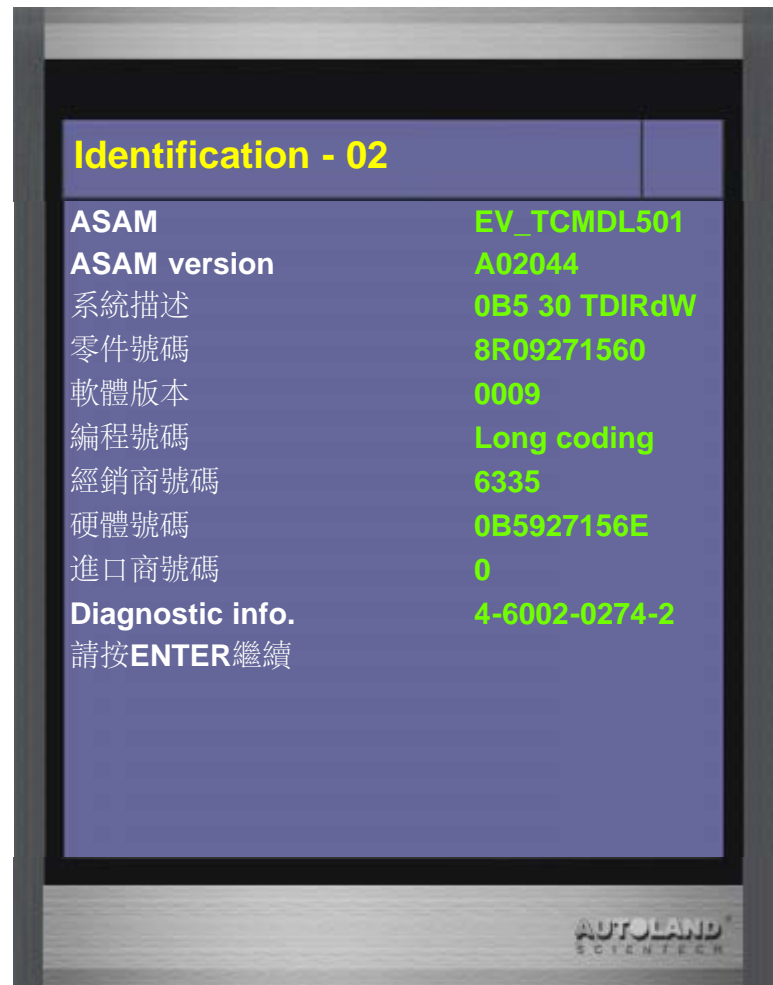 Identification - 02
ASAM EV_TCMDL501
ASAM version A02044
系統描述 0B5 30 TDIRdW
零件號碼 8R09271560
軟體版本 0009
編程號碼 Long coding
經銷商號碼 6335
硬體號碼 0B5927156E
進口商號碼 0
Diagnostic info. 4-6002-0274-2
請按ENTER繼續
AUTOLAND
SCIENTECH